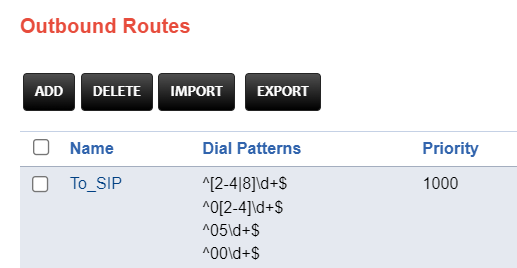 Outbound Routes
ADD DELETE IMPORT EXPORT
Name Dial Patterns Priority
To_SIP ^[2-4|8]\d+$ 1000
^0[2-4]\d+$
^05\d+$
^00\d+$